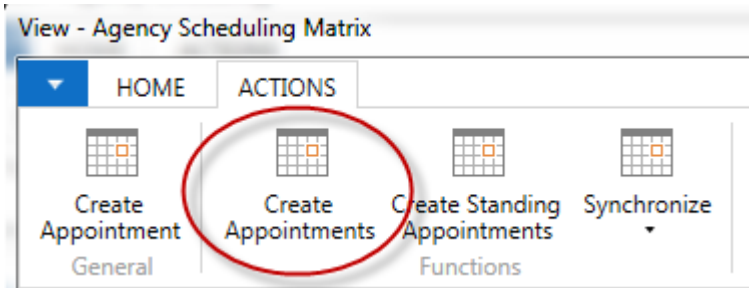 View - Agency Scheduling Matrix
HOME ACTIONS
Create Appointment
Create Appointments
Create Standing Appointments
Synchronize
General
Functions